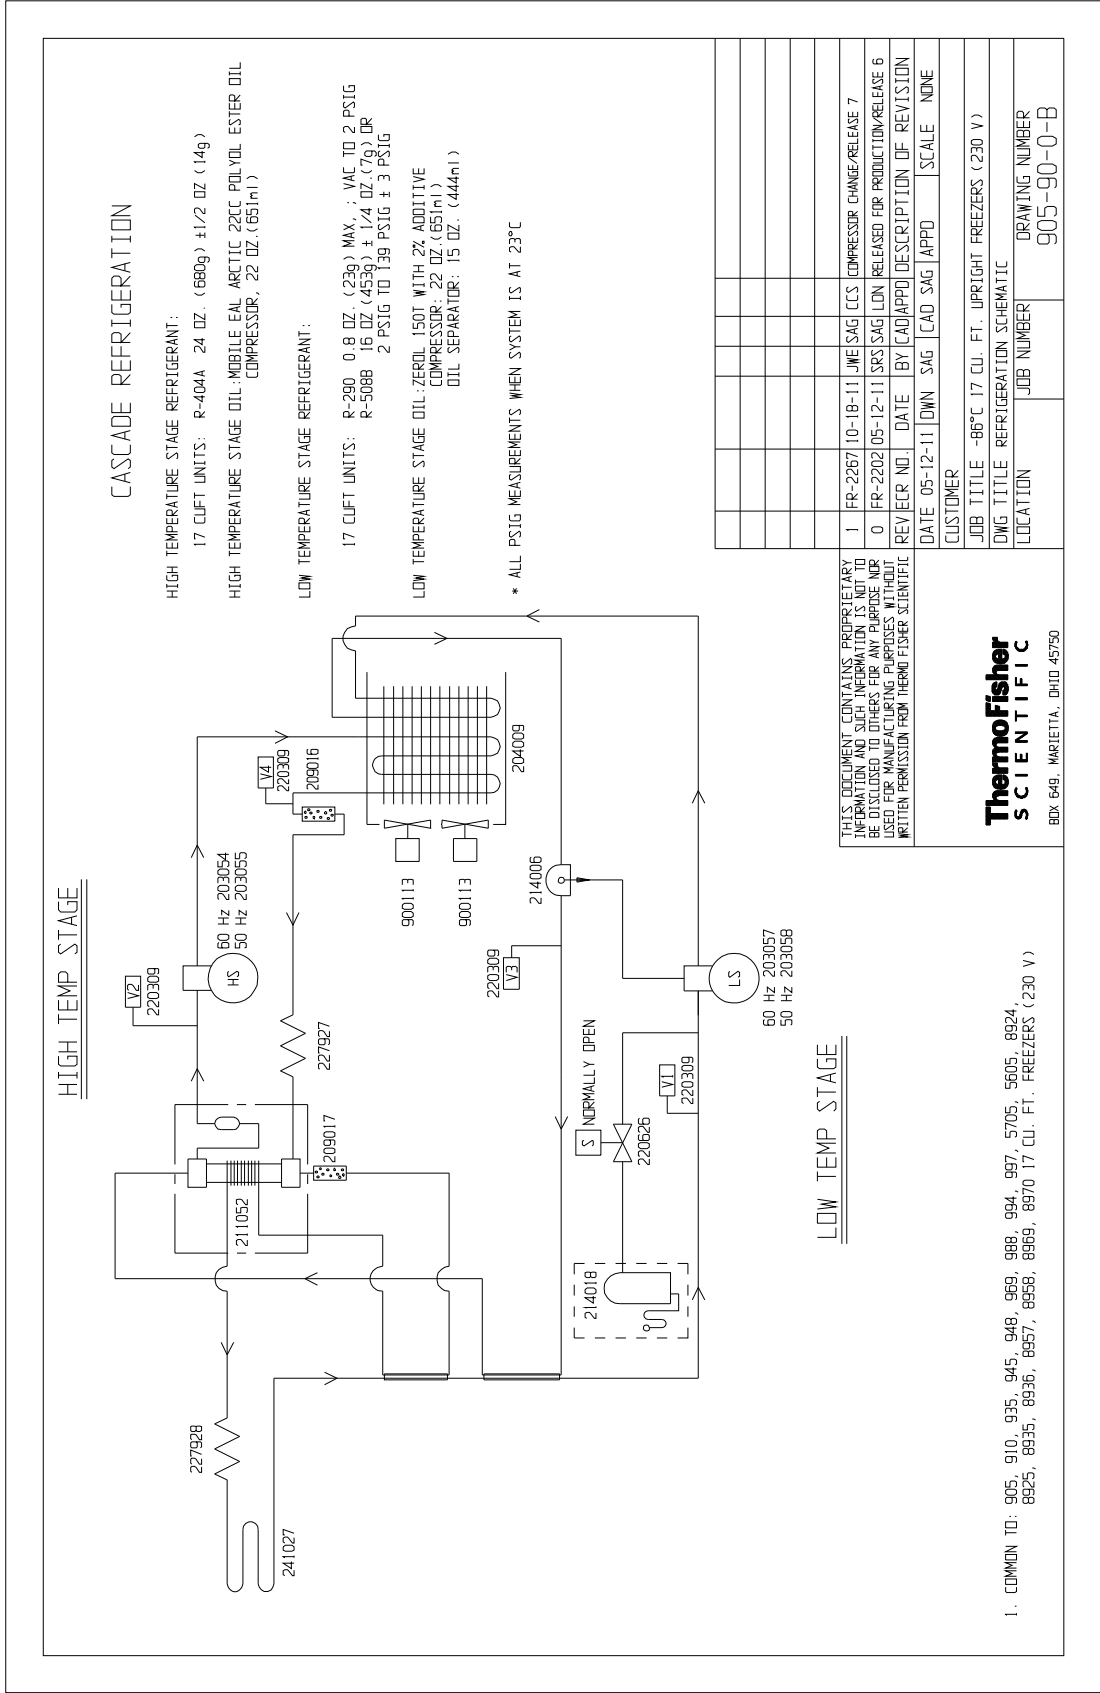 CASCADE REFRIGERATION
HIGH TEMPERATURE STAGE REFRIGERANT:
17 CUFT UNITS: R-404A 24 OZ. (680g) ±1/2 OZ (14g)
HIGH TEMPERATURE STAGE OIL:MOBILE EAL ARCTIC 22CC POLYOL ESTER OIL
COMPRESSOR, 22 OZ.(651ml)
LOW TEMPERATURE STAGE REFRIGERANT:
17 CUFT UNITS: R-290 0.8 OZ. (23g) MAX, ; VAC TO 2 PSIG
R-508B 16 OZ (453g) ± 1/4 OZ.(7g) OR
2 PSIG TO 139 PSIG ± 3 PSIG
LOW TEMPERATURE STAGE OIL:ZEROL 150T WITH 2% ADDITIVE
COMPRESSOR: 22 OZ.(651ml)
OIL SEPARATOR: 15 OZ. (444ml)
* ALL PSIG MEASUREMENTS WHEN SYSTEM IS AT 23°C
HIGH TEMP STAGE
V2
220309
HS
60 Hz 203054
50 Hz 203055
V4
220309
209016
204009
900113
900113
227927
209017
211052
227928
241027
214006
V3
220309
S NORMALLY OPEN
220626
214018
V1
220309
LS
60 Hz 203057
50 Hz 203058
LOW TEMP STAGE
1. COMMON TO: 905, 910, 935, 945, 948, 969, 988, 994, 997, 5705, 5605, 8924,
8925, 8935, 8936, 8957, 8958, 8969, 8970 17 CU. FT. FREEZERS (230 V)
THIS DOCUMENT CONTAINS PROPRIETARY
INFORMATION AND SUCH INFORMATION IS NOT TO
BE DISCLOSED TO OTHERS FOR ANY PURPOSE NOR
USED FOR MANUFACTURING PURPOSES WITHOUT
WRITTEN PERMISSION FROM THERMO FISHER SCIENTIFIC
ThermoFisher
SCIENTIFIC
BOX 649, MARIETTA, OHIO 45750
1 FR-2267 10-18-11 JWE SAG CCS COMPRESSOR CHANGE/RELEASE 7
0 FR-2202 05-12-11 SRS SAG LDN RELEASED FOR PRODUCTION/RELEASE 6
REV ECR NO. DATE BY CAD APPD DESCRIPTION OF REVISION
DATE 05-12-11 DWN SAG CAD SAG APPD SCALE NONE
CUSTOMER
JOB TITLE -86°C 17 CU. FT. UPRIGHT FREEZERS (230 V)
DWG TITLE REFRIGERATION SCHEMATIC
LOCATION JOB NUMBER DRAWING NUMBER
905-90-0-B